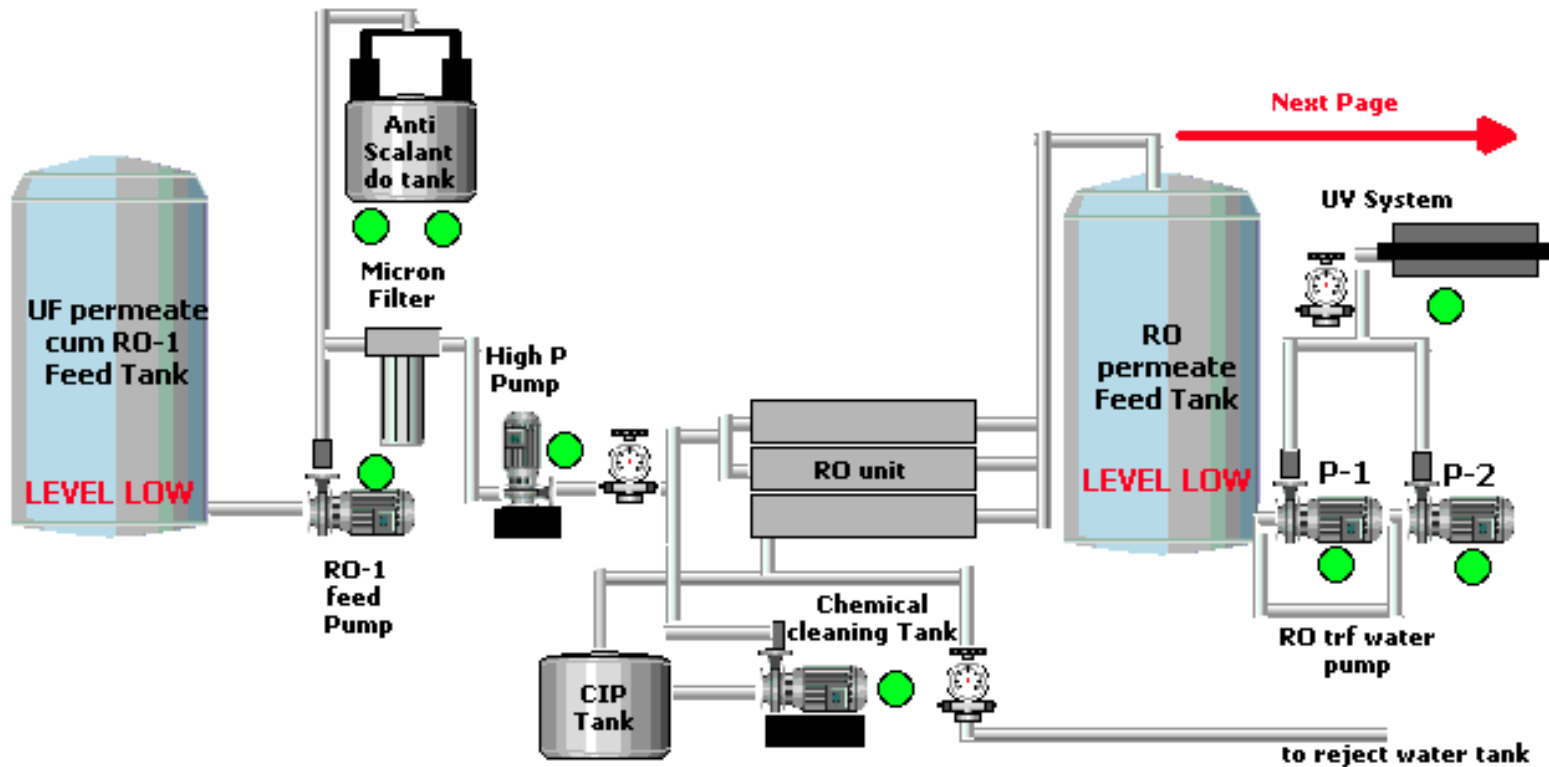 Next Page
Anti
Scalant
do tank
UV System
Micron
Filter
UF permeate
cum RO-1
Feed Tank
High P
Pump
RO
permeate
Feed Tank
LEVEL LOW
RO unit
LEVEL LOW
P-1
P-2
RO-1
feed
Pump
Chemical
cleaning Tank
RO trf water
pump
CIP
Tank
to reject water tank